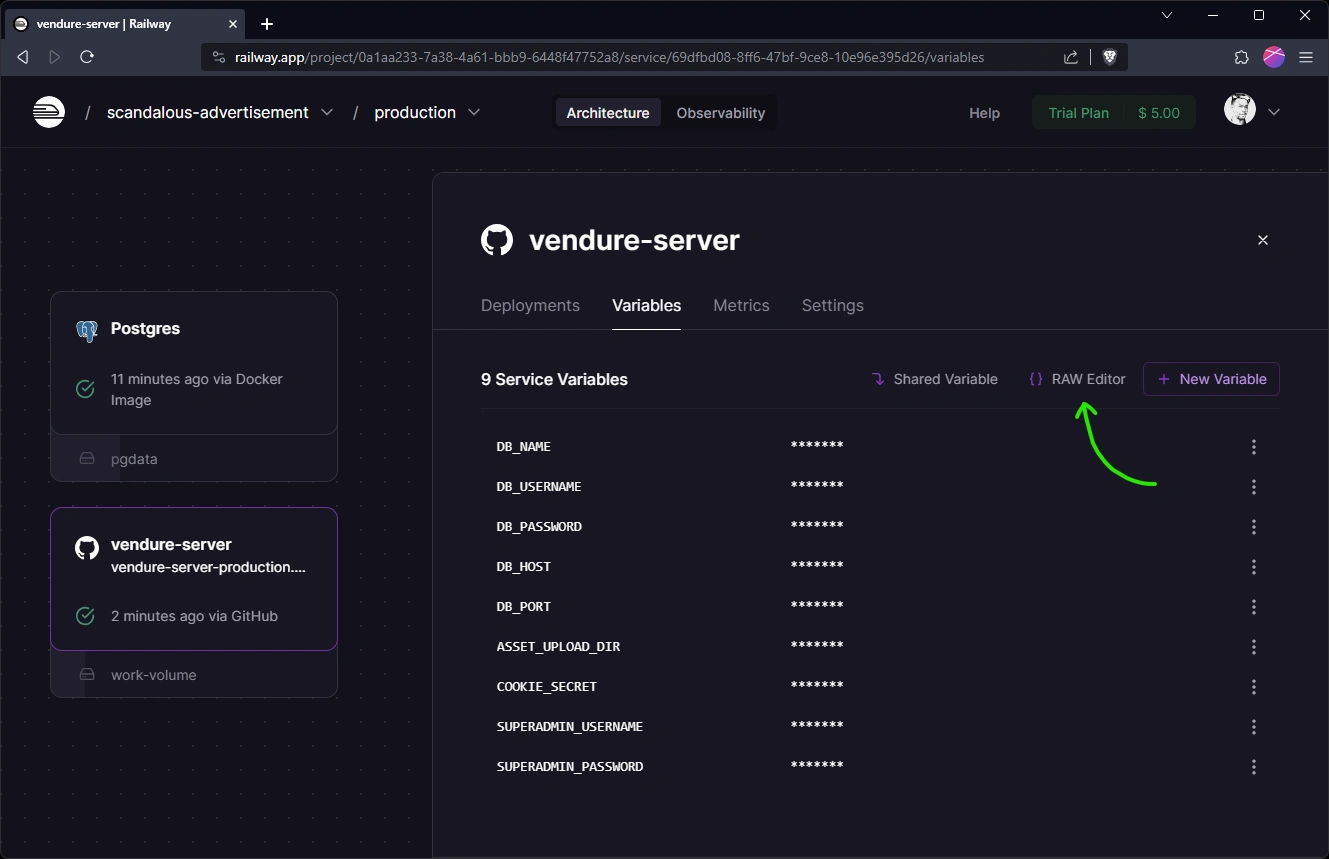 vendure-server | Railway
railway.app/project/0a1aa233-7a38-4a61-bbb9-6448f47752a8/service/69dfbd08-8ff6-47bf-9ce8-10e96e395d26/variables
/ scandalous-advertisement / production
Architecture Observability
Help
Trial Plan $ 5.00
Postgres
11 minutes ago via Docker
Image
pgdata
vendure-server
vendure-server-production....
2 minutes ago via GitHub
work-volume
vendure-server
Deployments Variables Metrics Settings
9 Service Variables
Shared Variable
{} RAW Editor
+ New Variable
DB_NAME *******
DB_USERNAME *******
DB_PASSWORD *******
DB_HOST *******
DB_PORT *******
ASSET_UPLOAD_DIR *******
COOKIE_SECRET *******
SUPERADMIN_USERNAME *******
SUPERADMIN_PASSWORD *******